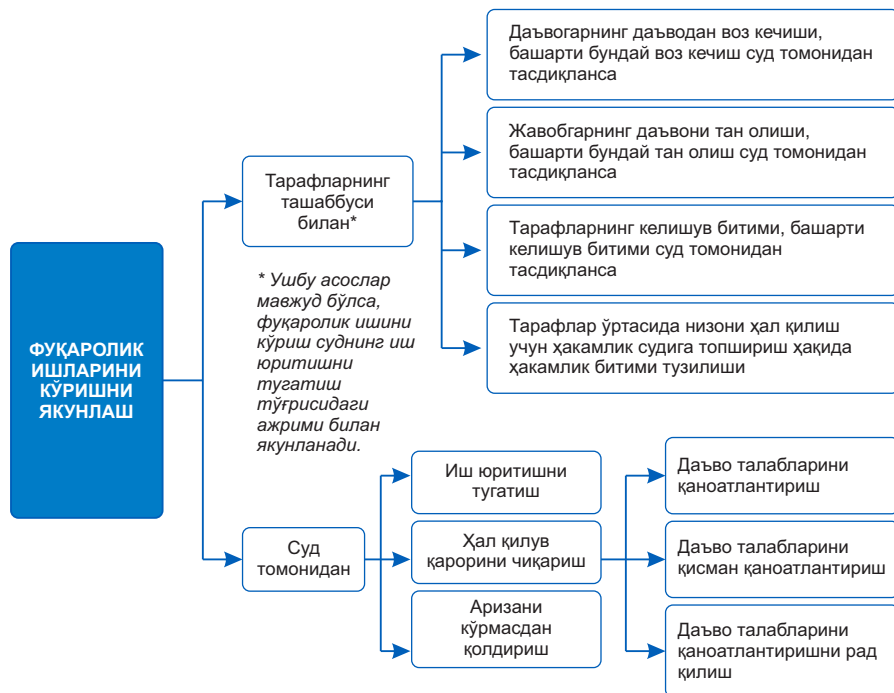 ФУҚАРОЛИК
ИШЛАРИНИ
КЎРИШНИ
ЯКУНЛАШ
Тарафларнинг
ташаббуси
билан*
Даъвогарнинг даъводан воз кечиши,
башарти бундай воз кечиш суд томонидан
тасдиқланса
Жавобгарнинг даъвони тан олиши,
башарти бундай тан олиш суд томонидан
тасдиқланса
Тарафларнинг келишув битими, башарти
келишув битими суд томонидан
тасдиқланса
Тарафлар ўртасида низони ҳал қилиш
учун ҳакамлик судига топшириш ҳақида
ҳакамлик битими тузилиши
* Ушбу асослар
мавжуд бўлса,
фуқаролик ишини
кўриш суднинг иш
юритишни
тугатиш
тўғрисидаги
ажрими билан
якунланади.
Суд
томонидан
Иш юритишни
тугатиш
Ҳал қилув
қарорини чиқариш
Аризани
кўрмасдан
қолдириш
Даъво талабларини
қаноатлантириш
Даъво талабларини
қисман қаноатлантириш
Даъво талабларини
қаноатлантиришни рад
қилиш